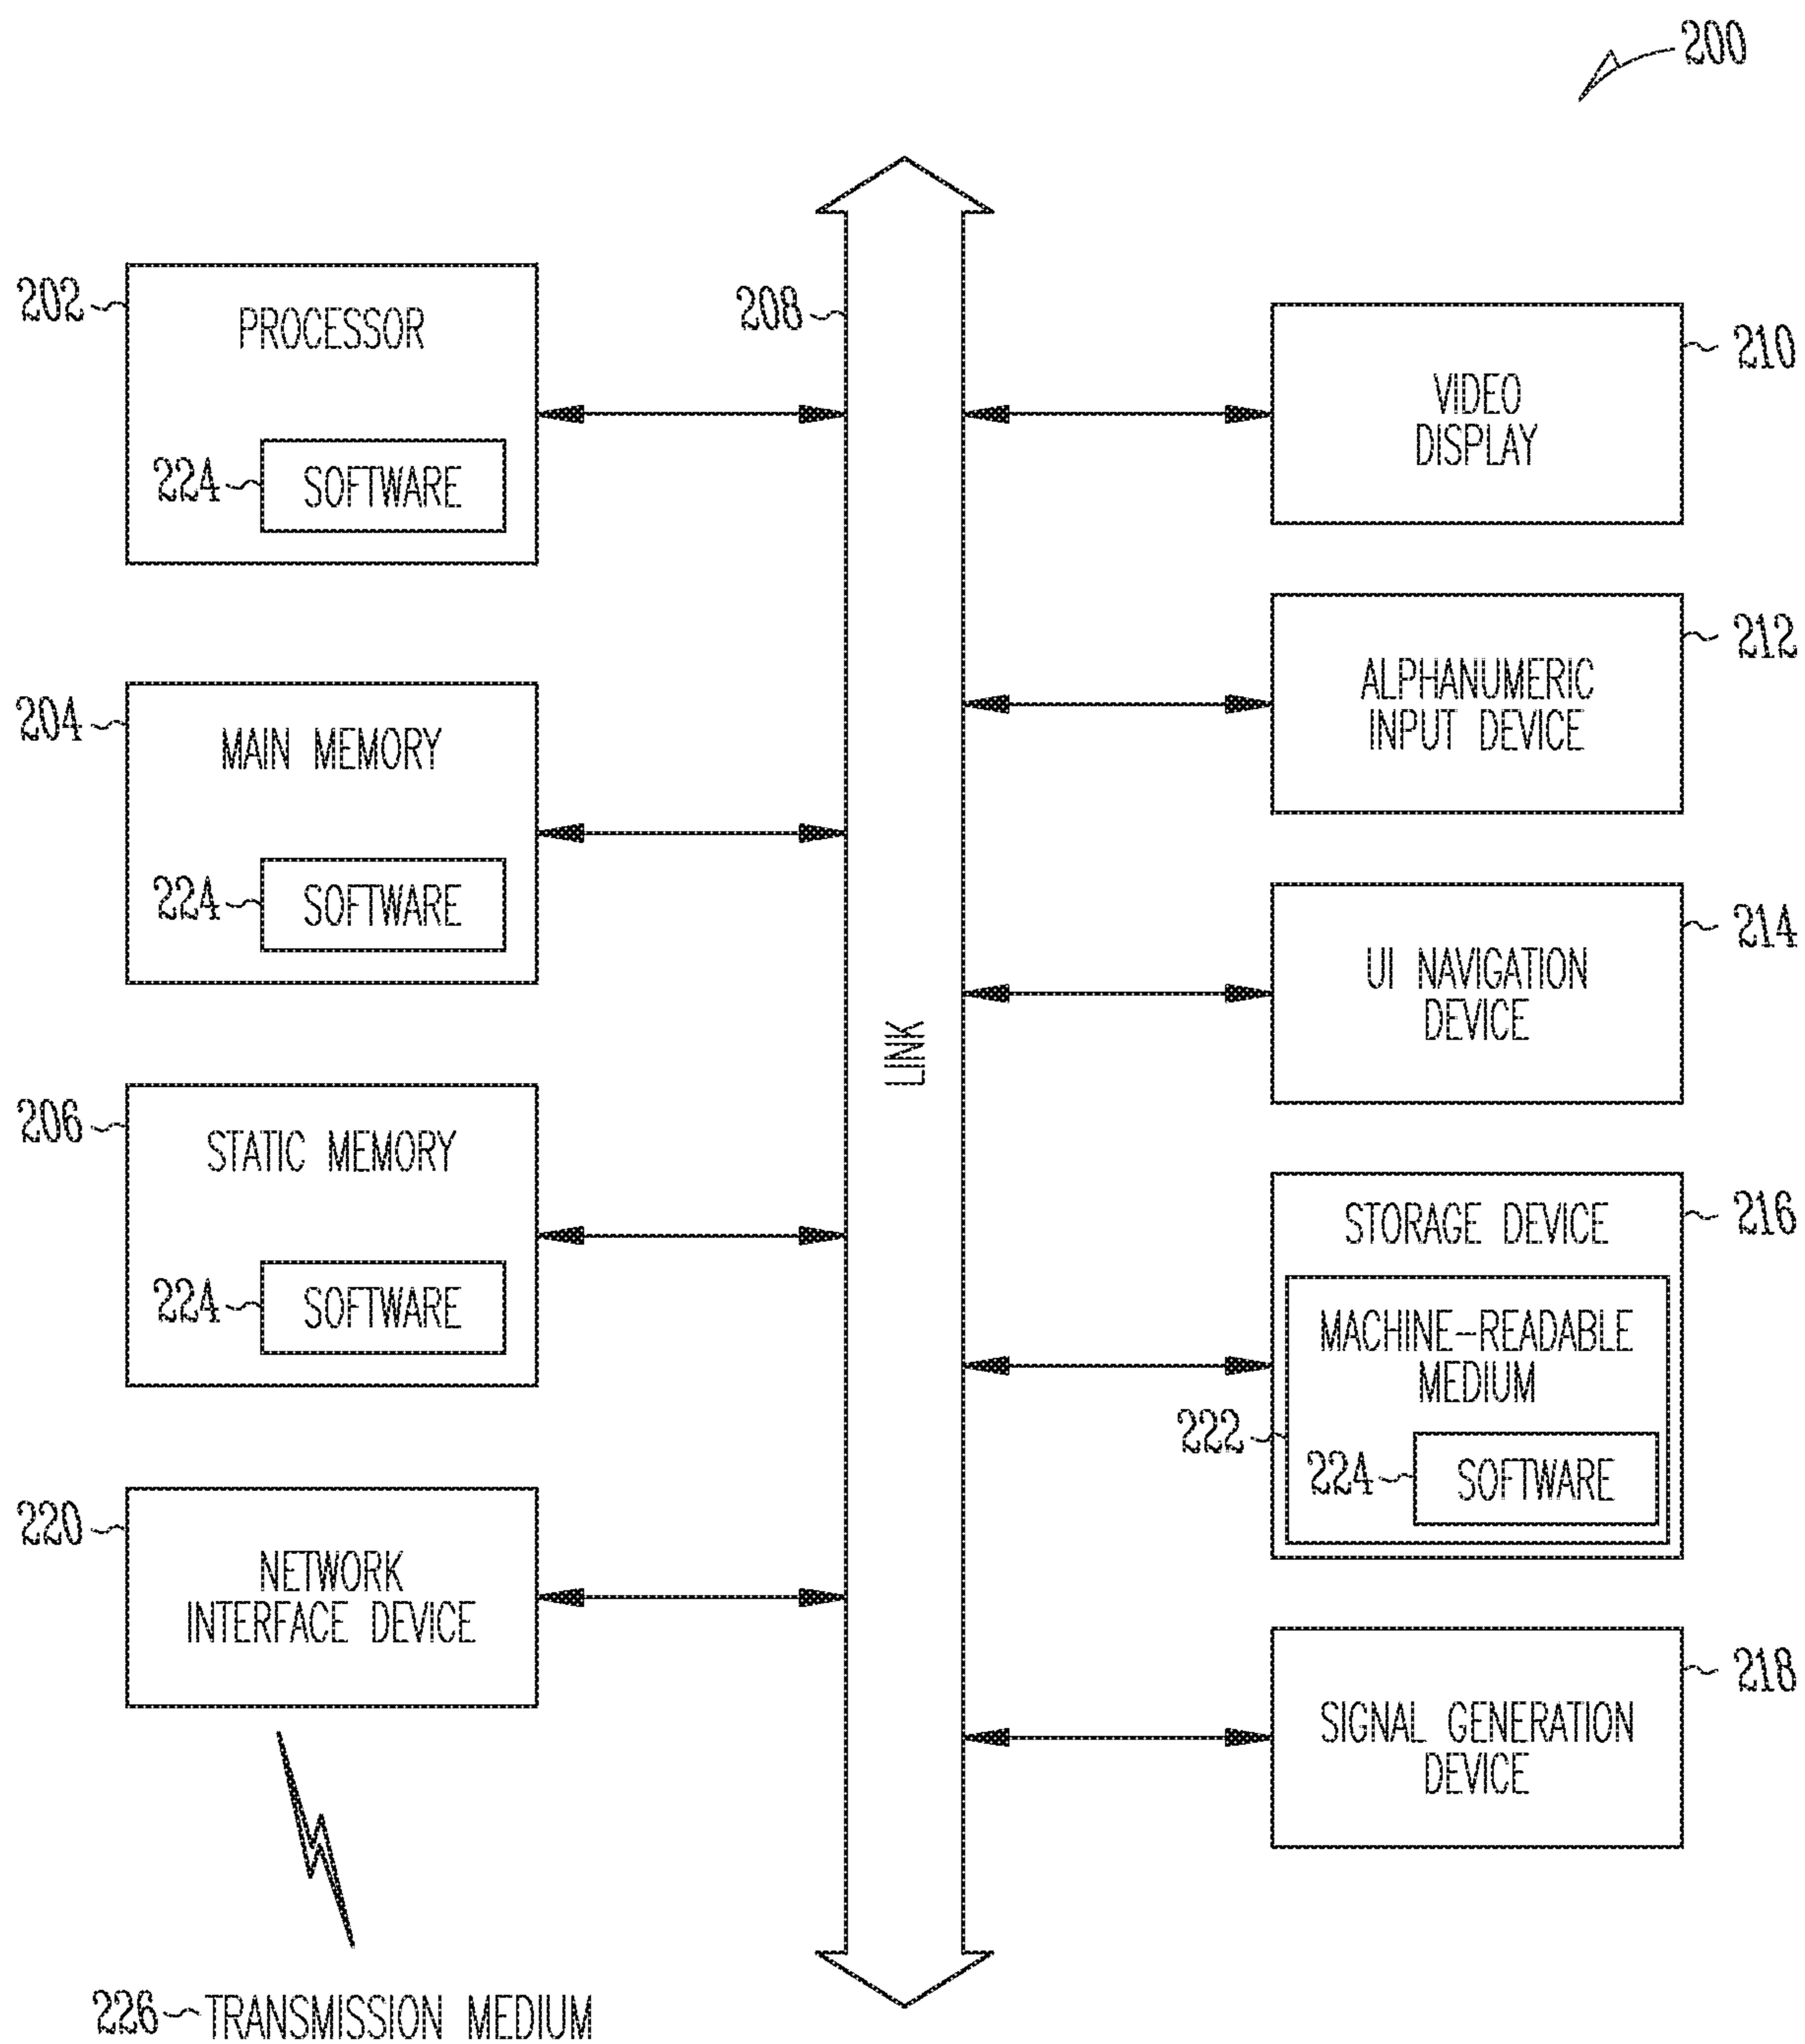 200
202
PROCESSOR
224
SOFTWARE
204
MAIN MEMORY
224
SOFTWARE
206
STATIC MEMORY
224
SOFTWARE
220
NETWORK
INTERFACE DEVICE
226
TRANSMISSION MEDIUM
208
LINK
210
VIDEO
DISPLAY
212
ALPHANUMERIC
INPUT DEVICE
214
UI NAVIGATION
DEVICE
216
STORAGE DEVICE
MACHINE-READABLE
MEDIUM
222
224
SOFTWARE
218
SIGNAL GENERATION
DEVICE